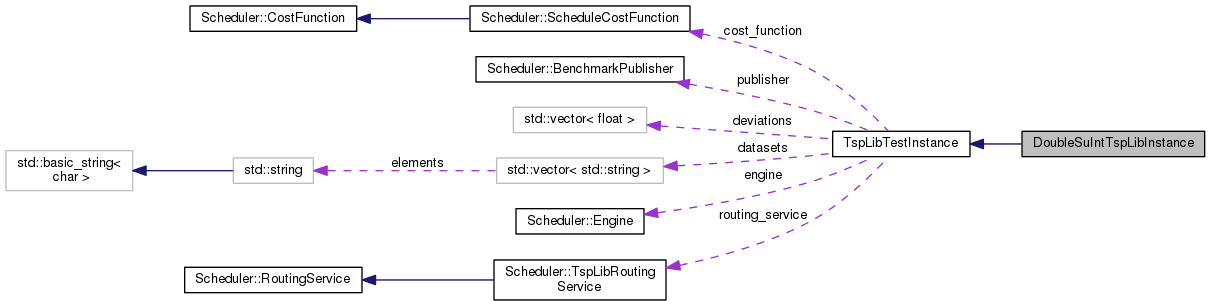 Scheduler::CostFunction
Scheduler::ScheduleCostFunction
cost_function
Scheduler::BenchmarkPublisher
publisher
std::vector< float >
deviations
TspLibTestInstance
DoubleSuIntTspLibInstance
datasets
std::basic_string<
char >
std::string
elements
std::vector< std::string >
engine
Scheduler::Engine
routing_service
Scheduler::RoutingService
Scheduler::TspLibRouting
Service